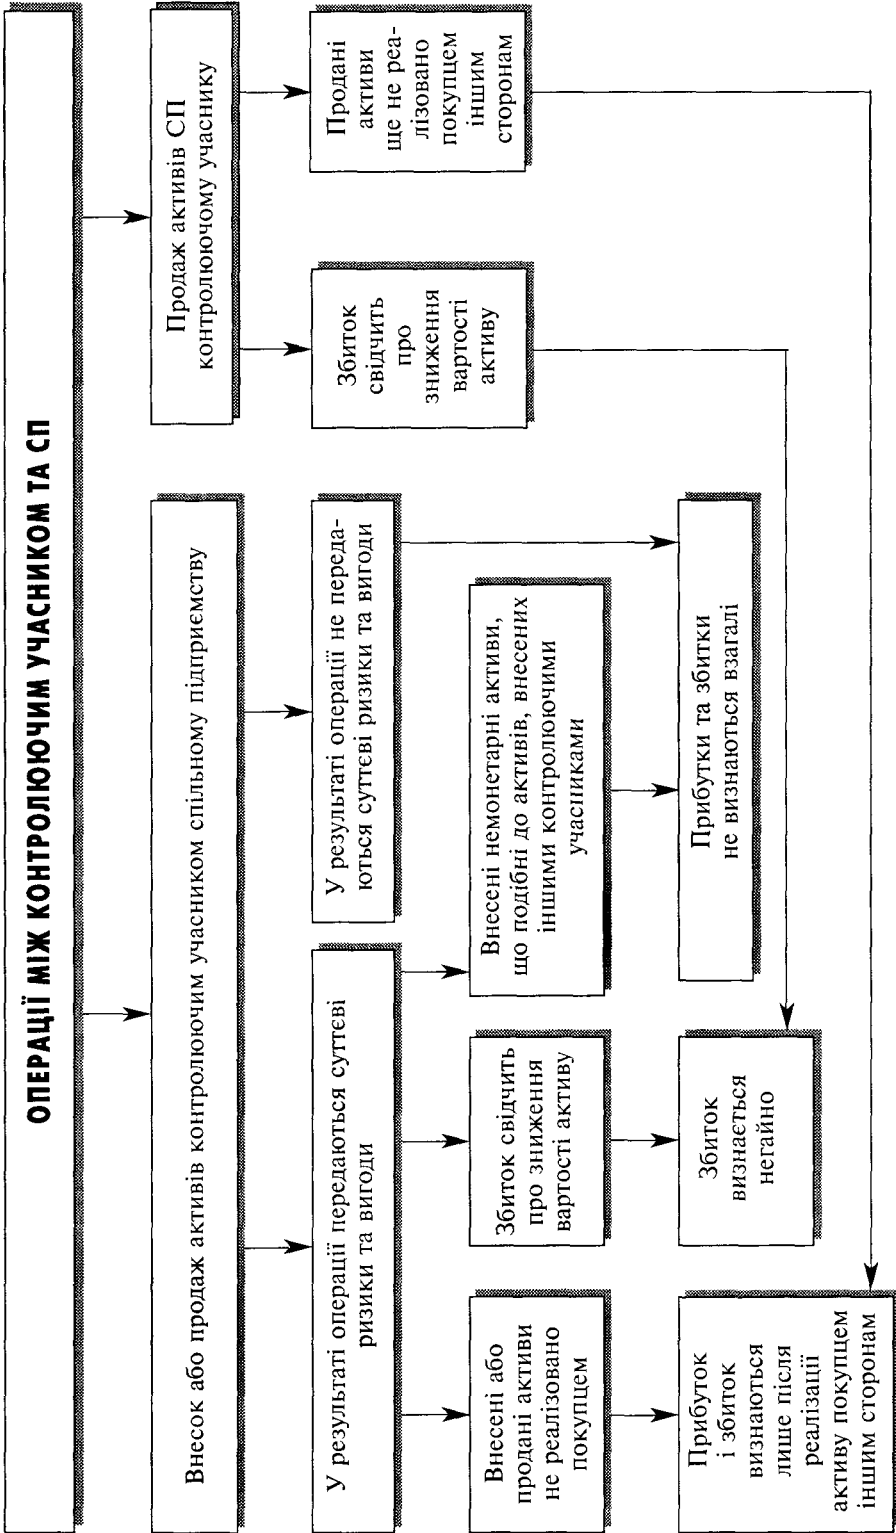 ОПЕРАЦІЇ МІЖ КОНТРОЛЮЮЧИМ УЧАСНИКОМ ТА СП
Внесок або продаж активів контролюючим учасником спільному підприємству
Продаж активів СП
контролюючому учаснику
У результаті операції передаються суттєві
ризики та вигоди
У результаті операції не переда-
ються суттєві ризики та вигоди
Збиток
свідчить
про
зниження
вартості
активу
Продані
активи
ще не реа-
лізовано
покупцем
іншим
сторонам
Внесені або
продані активи
не реалізовано
покупцем
Збиток свідчить
про зниження
вартості активу
Внесені немонетарні активи,
що подібні до активів, внесених
іншими контролюючими
учасниками
Прибуток
і збиток
визнаються
лише після
реалізації
активу покупцем
іншим сторонам
Збиток
визнається
негайно
Прибутки та збитки
не визнаються взагалі